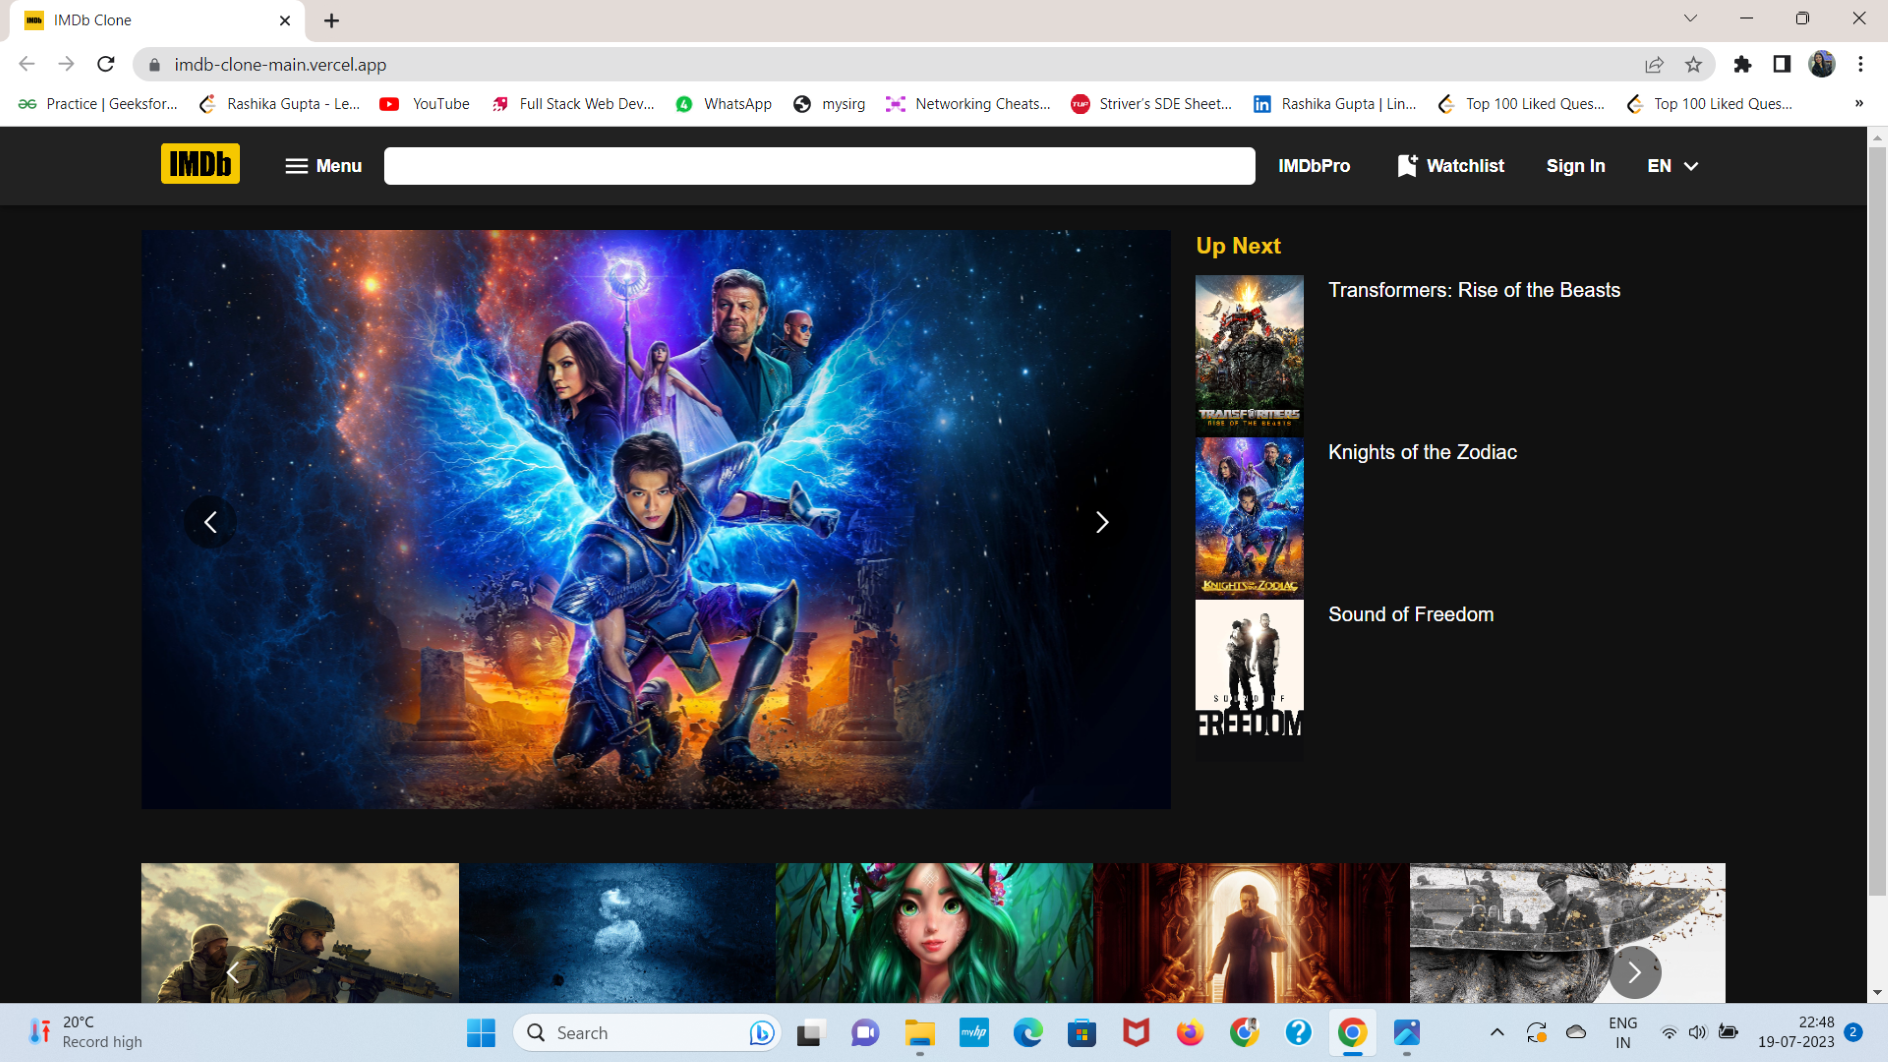 IMDb IMDb Clone
imdb-clone-main.vercel.app
Practice | Geeksfor... Rashika Gupta - Le... YouTube Full Stack Web Dev... WhatsApp mysirg Networking Cheats... Striver's SDE Sheet... Rashika Gupta | Lin... Top 100 Liked Ques... Top 100 Liked Ques... »
IMDb Menu IMDbPro Watchlist Sign In EN
Up Next
Transformers: Rise of the Beasts
TRANSFORMERS
RISE OF THE BEASTS
Knights of the Zodiac
KNIGHTS OF THE ZODIAC
Sound of Freedom
SOUND OF
FREEDOM
20°C
Record high
Search
myhp
ENG
IN
22:48
19-07-2023
2